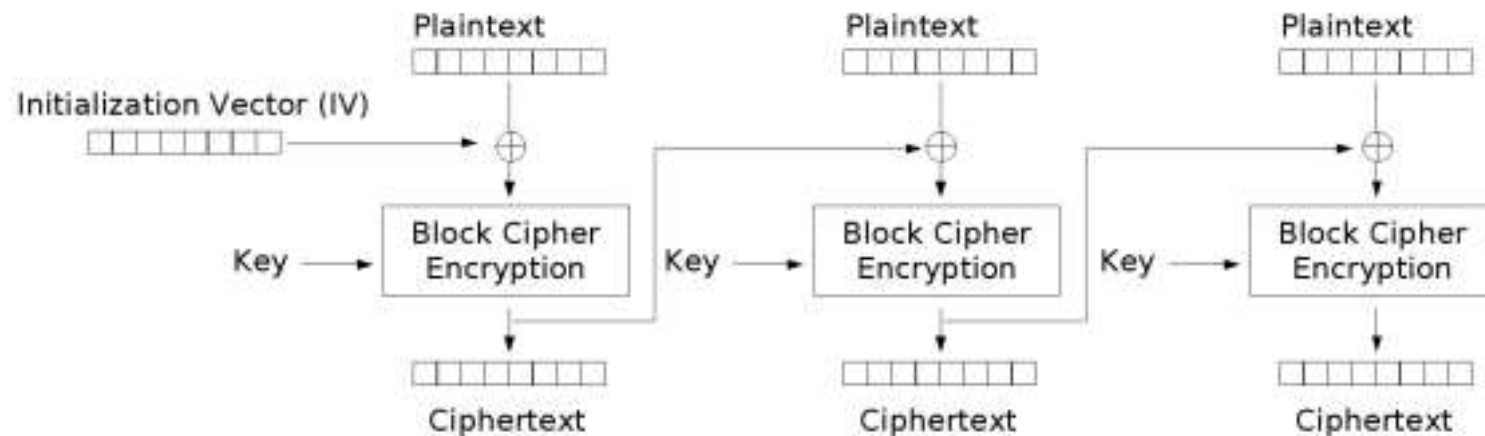 Plaintext
Plaintext
Plaintext
Initialization Vector (IV)
Key
Block Cipher
Encryption
Key
Block Cipher
Encryption
Key
Block Cipher
Encryption
Ciphertext
Ciphertext
Ciphertext